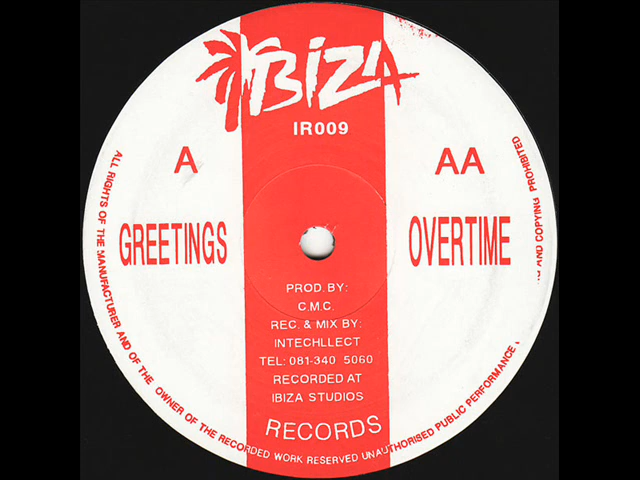 IBIZA
IR009
A
AA
GREETINGS
OVERTIME
PROD. BY:
C.M.C.
REC. & MIX BY:
INTECHLLECT
TEL: 081-340 5060
RECORDED AT
IBIZA STUDIOS
RECORDS
ALL RIGHTS OF THE MANUFACTURER AND OF THE OWNER OF THE RECORDED WORK RESERVED UNAUTHORISED PUBLIC PERFORMANCE AND COPYING PROHIBITED